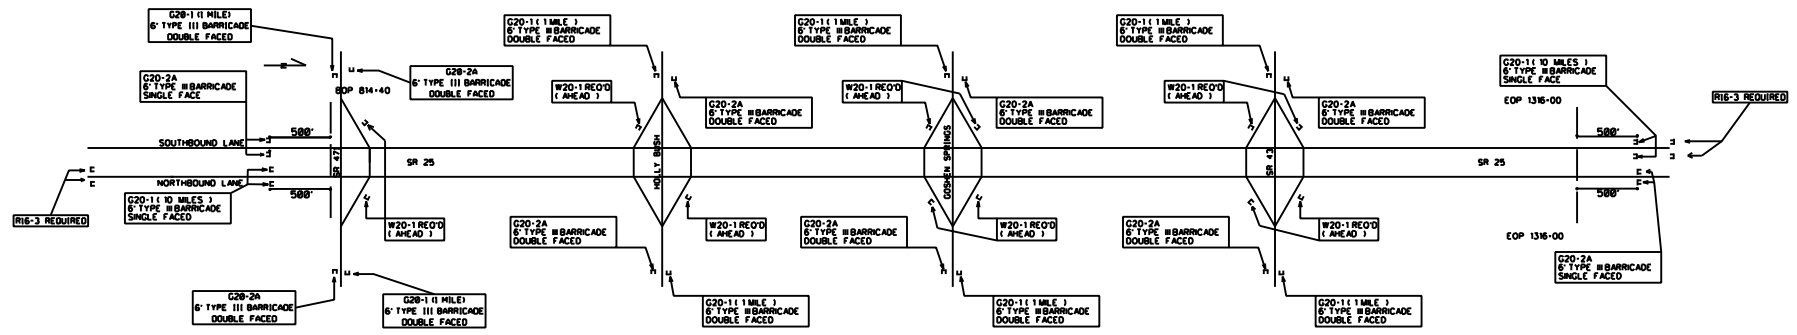 G20-1 (1 MILE)
6' TYPE III BARRICADE
DOUBLE FACED
G20-1 ( 1 MILE )
6' TYPE III BARRICADE
DOUBLE FACED
G20-1 ( 1 MILE )
6' TYPE III BARRICADE
DOUBLE FACED
G20-1 ( 1 MILE )
6' TYPE III BARRICADE
DOUBLE FACED
N
G20-2A
6' TYPE III BARRICADE
SINGLE FACE
G20-2A
6' TYPE III BARRICADE
DOUBLE FACED
BOP 814+40
W20-1 REQ'D
( AHEAD )
G20-2A
6' TYPE III BARRICADE
DOUBLE FACED
W20-1 REQ'D
( AHEAD )
G20-2A
6' TYPE III BARRICADE
DOUBLE FACED
W20-1 REQ'D
( AHEAD )
G20-2A
6' TYPE III BARRICADE
DOUBLE FACED
G20-1 ( 10 MILES )
6' TYPE III BARRICADE
SINGLE FACED
EOP 1316+00
R16-3 REQUIRED
500'
SOUTHBOUND LANE
SR 47
SR 25
HOLLY BUSH
GOSHEN SPRINGS
SR 43
SR 25
500'
NORTHBOUND LANE
500'
500'
R16-3 REQUIRED
G20-1 ( 10 MILES )
6' TYPE III BARRICADE
SINGLE FACED
W20-1 REQ'D
( AHEAD )
G20-2A
6' TYPE III BARRICADE
DOUBLE FACED
W20-1 REQ'D
( AHEAD )
G20-2A
6' TYPE III BARRICADE
DOUBLE FACED
W20-1 REQ'D
( AHEAD )
G20-2A
6' TYPE III BARRICADE
DOUBLE FACED
W20-1 REQ'D
( AHEAD )
EOP 1316+00
G20-2A
6' TYPE III BARRICADE
SINGLE FACED
G20-2A
6' TYPE III BARRICADE
DOUBLE FACED
G20-1 (1 MILE)
6' TYPE III BARRICADE
DOUBLE FACED
G20-1 ( 1 MILE )
6' TYPE III BARRICADE
DOUBLE FACED
G20-1 ( 1 MILE )
6' TYPE III BARRICADE
DOUBLE FACED
G20-1 ( 1 MILE )
6' TYPE III BARRICADE
DOUBLE FACED